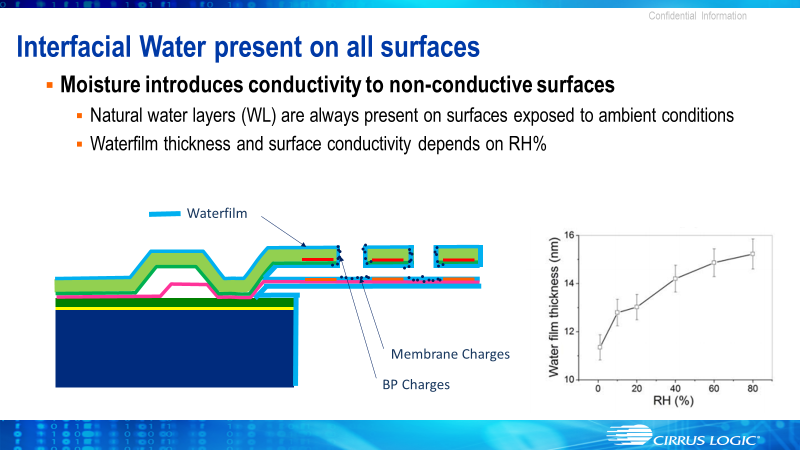 Confidential Information
Interfacial Water present on all surfaces
Moisture introduces conductivity to non-conductive surfaces
Natural water layers (WL) are always present on surfaces exposed to ambient conditions
Waterfilm thickness and surface conductivity depends on RH%
Waterfilm
Membrane Charges
BP Charges
Water film thickness (nm)
16
14
12
10
0
20
40
60
80
RH (%)
CIRRUS LOGIC